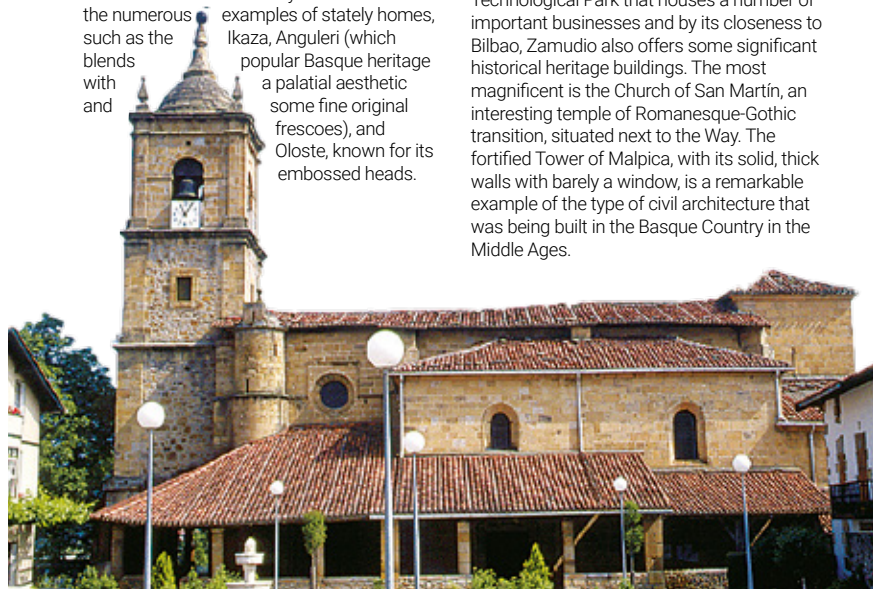 the numerous examples of stately homes,
such as the Ikaza, Anguleri (which
blends popular Basque heritage
with a palatial aesthetic
and some fine original
frescoes), and
Oloste, known for its
embossed heads.
Technological Park that houses a number of
important businesses and by its closeness to
Bilbao, Zamudio also offers some significant
historical heritage buildings. The most
magnificent is the Church of San Martín, an
interesting temple of Romanesque-Gothic
transition, situated next to the Way. The
fortified Tower of Malpica, with its solid, thick
walls with barely a window, is a remarkable
example of the type of civil architecture that
was being built in the Basque Country in the
Middle Ages.